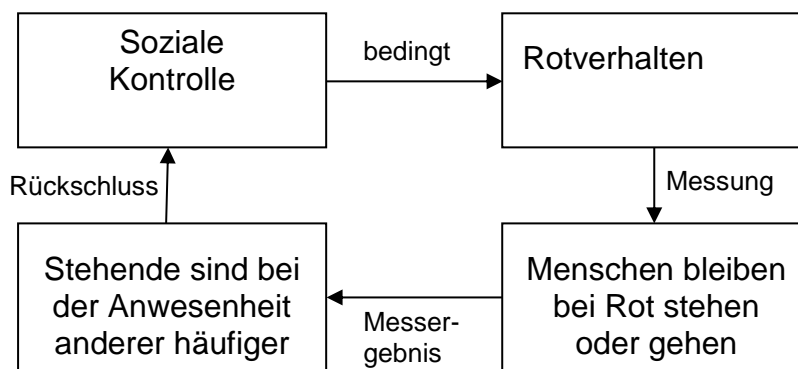 Soziale
Kontrolle
bedingt
Rotverhalten
Rückschluss
Messung
Stehende sind bei
der Anwesenheit
anderer häufiger
Messer-
gebnis
Menschen bleiben
bei Rot stehen
oder gehen